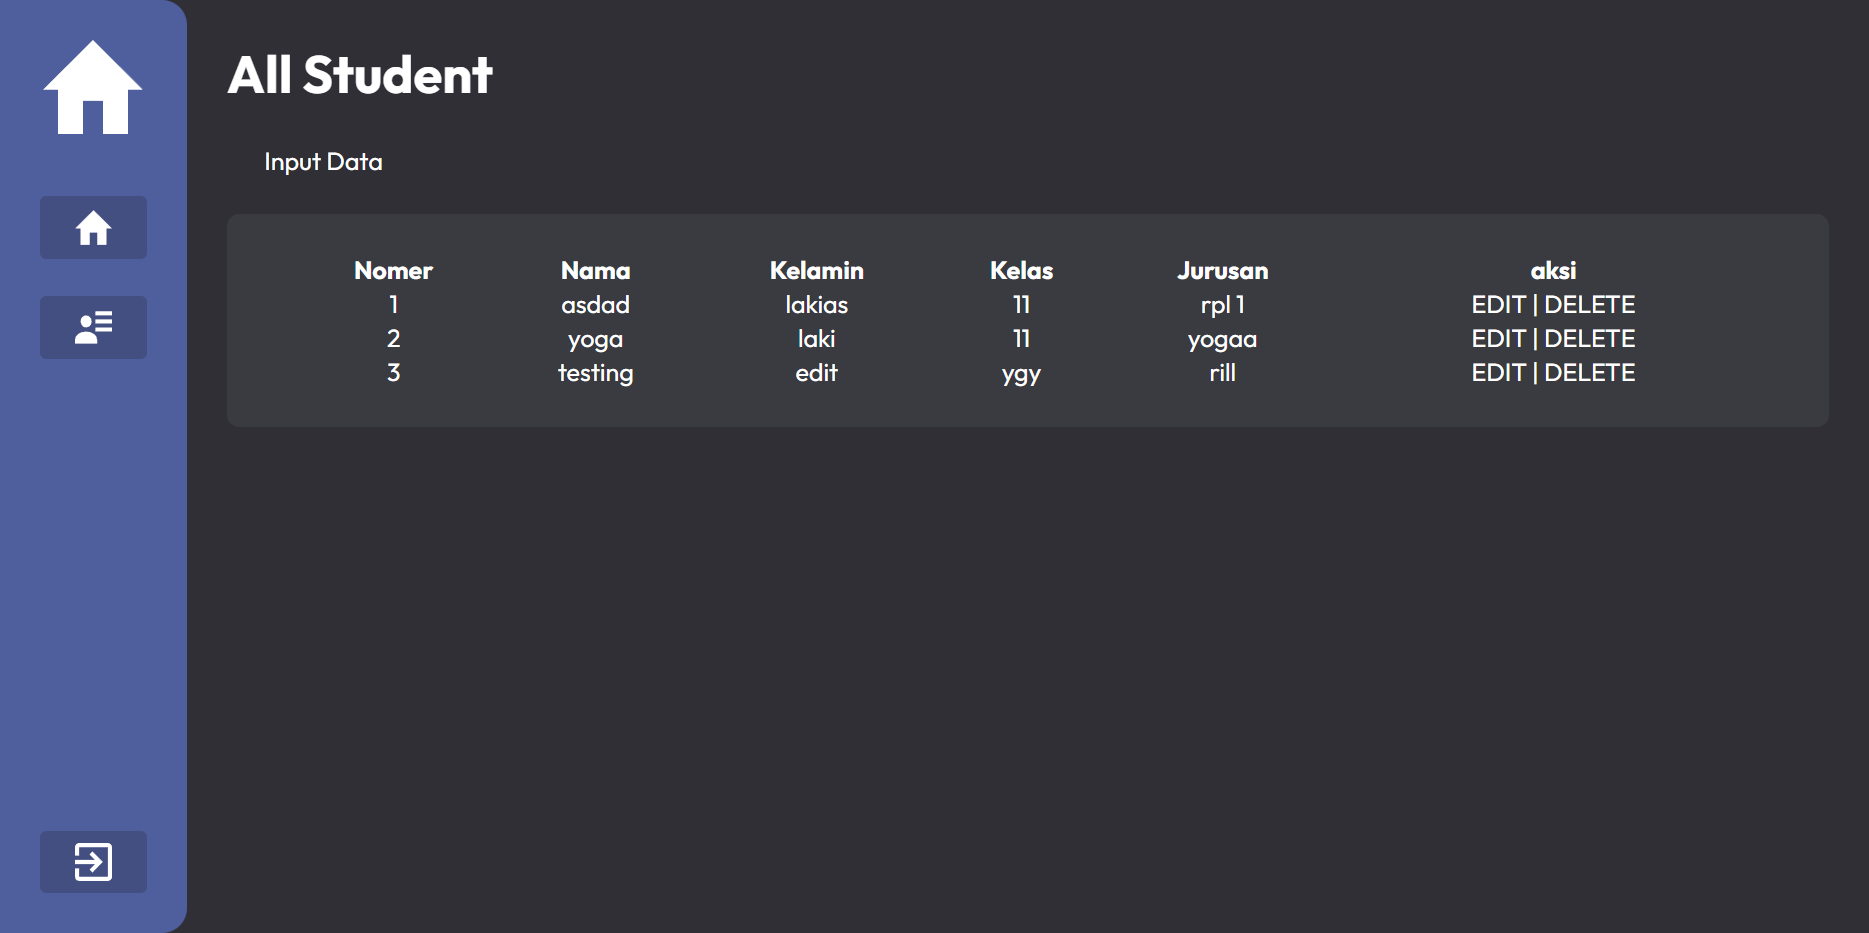 All Student
Input Data
Nomer Nama Kelamin Kelas Jurusan aksi
1 asdad lakias 11 rpl 1 EDIT | DELETE
2 yoga laki 11 yogaa EDIT | DELETE
3 testing edit ygy rill EDIT | DELETE